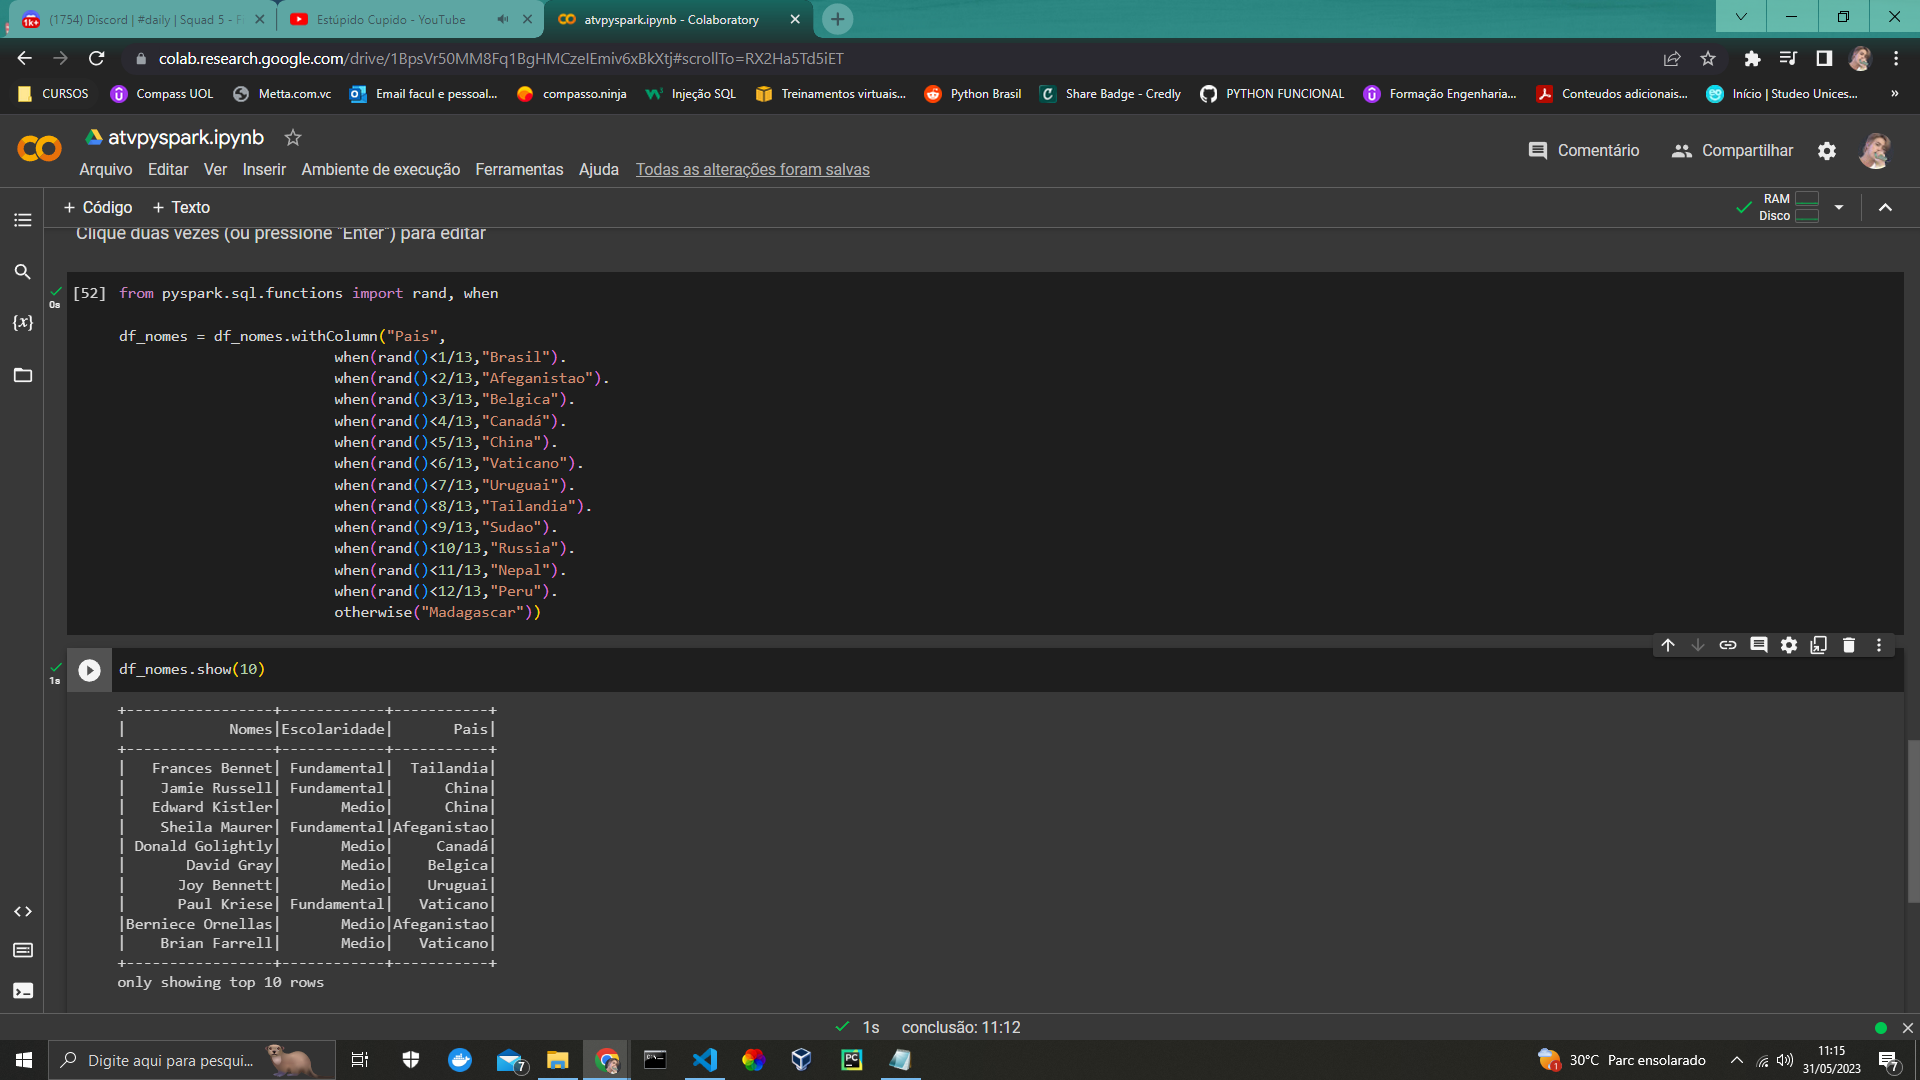 (1754) Discord | #daily | Squad 5 - F
Estúpido Cupido - YouTube
atvpyspark.ipynb - Colaboratory
colab.research.google.com/drive/1BpsVr50MM8Fq1BgHMCzeIEmiv6xBkXtj#scrollTo=RX2Ha5Td5iET
CURSOS
Compass UOL
Metta.com.vc
Email facul e pessoal...
compasso.ninja
Injeção SQL
Treinamentos virtuais...
Python Brasil
Share Badge - Credly
PYTHON FUNCIONAL
Formação Engenharia...
Conteudos adicionais...
Início | Studeo Unices...
»
atvpyspark.ipynb
Arquivo Editar Ver Inserir Ambiente de execução Ferramentas Ajuda Todas as alterações foram salvas
Comentário
Compartilhar
+ Código + Texto
RAM
Disco
Clique duas vezes (ou pressione "Enter") para editar
0s
[52] from pyspark.sql.functions import rand, when
df_nomes = df_nomes.withColumn("Pais",
when(rand()<1/13,"Brasil").
when(rand()<2/13,"Afeganistao").
when(rand()<3/13,"Belgica").
when(rand()<4/13,"Canadá").
when(rand()<5/13,"China").
when(rand()<6/13,"Vaticano").
when(rand()<7/13,"Uruguai").
when(rand()<8/13,"Tailandia").
when(rand()<9/13,"Sudao").
when(rand()<10/13,"Russia").
when(rand()<11/13,"Nepal").
when(rand()<12/13,"Peru").
otherwise("Madagascar"))
1s
df_nomes.show(10)
+-----------------+------------+-----------+
|            Nomes|Escolaridade|       Pais|
+-----------------+------------+-----------+
|   Frances Bennet| Fundamental|  Tailandia|
|    Jamie Russell| Fundamental|      China|
|   Edward Kistler|       Medio|      China|
|    Sheila Maurer| Fundamental|Afeganistao|
| Donald Golightly|       Medio|     Canadá|
|       David Gray|       Medio|    Belgica|
|      Joy Bennett|       Medio|    Uruguai|
|      Paul Kriese| Fundamental|   Vaticano|
|Berniece Ornellas|       Medio|Afeganistao|
|    Brian Farrell|       Medio|   Vaticano|
+-----------------+------------+-----------+
only showing top 10 rows
1s conclusão: 11:12
Digite aqui para pesqui...
7
30°C Parc ensolarado
11:15
31/05/2023
7